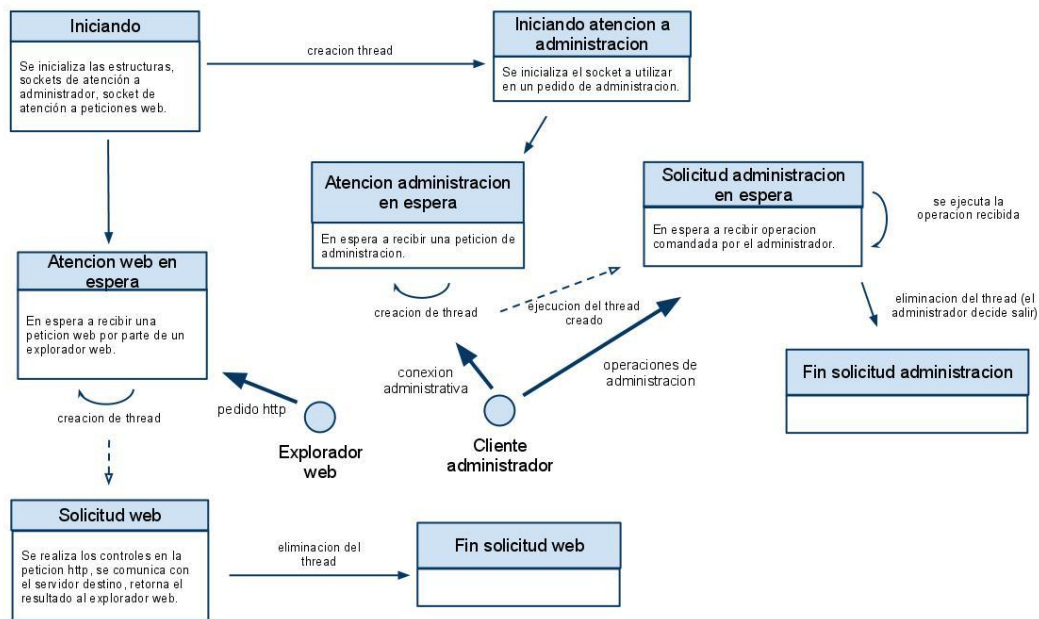 Iniciando
Se inicializa las estructuras,
sockets de atención a
administrador, socket de
atención a peticiones web.
creacion thread
Iniciando atencion a
administracion
Se inicializa el socket a utilizar
en un pedido de administracion.
Atencion administracion
en espera
En espera a recibir una peticion de
administracion.
creacion de thread
Solicitud administracion
en espera
En espera a recibir operacion
comandada por el administrador.
se ejecuta la
operacion recibida
ejecucion del thread
creado
eliminacion del thread (el
administrador decide salir)
Fin solicitud administracion
Atencion web en
espera
En espera a recibir una
peticion web por parte de un
explorador web.
creacion de thread
pedido http
Explorador
web
conexion
administrativa
operaciones de
administracion
Cliente
administrador
Solicitud web
Se realiza los controles en la
peticion http, se comunica con
el servidor destino, retorna el
resultado al explorador web.
eliminacion del
thread
Fin solicitud web